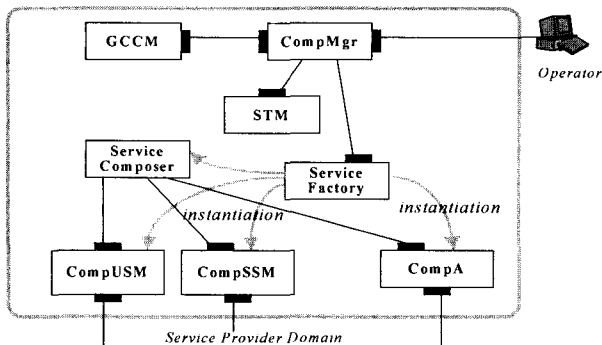 GCCM
CompMgr
Operator
STM
Service
Composer
Service
Factory
instantiation
instantiation
CompUSM
CompSSM
CompA
Service Provider Domain